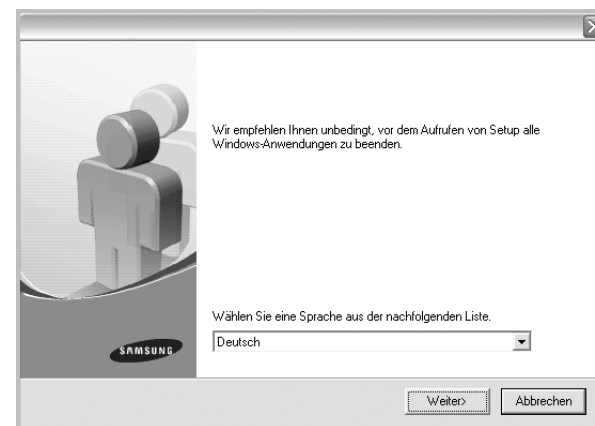 Wir empfehlen Ihnen unbedingt, vor dem Aufrufen von Setup alle
Windows-Anwendungen zu beenden.
Wählen Sie eine Sprache aus der nachfolgenden Liste.
Deutsch
SAMSUNG
Weiter>
Abbrechen